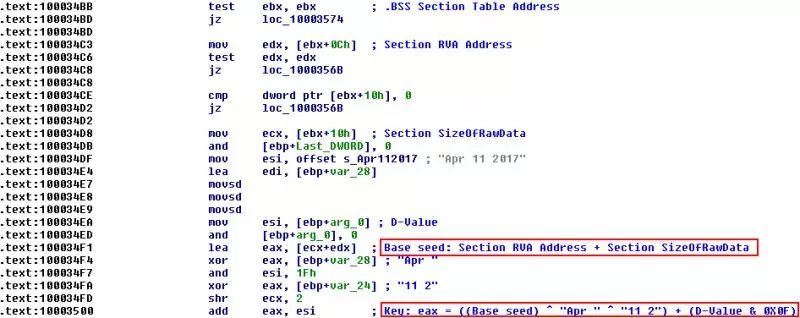 .text:100034BB test ebx, ebx ; .BSS Section Table Address
.text:100034BD jz loc_10003574
.text:100034BD
.text:100034C3 mov edx, [ebx+0Ch] ; Section RVA Address
.text:100034C6 test edx, edx
.text:100034C8 jz loc_1000356B
.text:100034C8
.text:100034CE cmp dword ptr [ebx+10h], 0
.text:100034D2 jz loc_1000356B
.text:100034D2
.text:100034D8 mov ecx, [ebx+10h] ; Section SizeOfRawData
.text:100034DB and [ebp+Last_DWORD], 0
.text:100034DF mov esi, offset s_Apr112017 ; "Apr 11 2017"
.text:100034E4 lea edi, [ebp+var_28]
.text:100034E7 movsd
.text:100034E8 movsd
.text:100034E9 movsd
.text:100034EA mov esi, [ebp+arg_0] ; D-Value
.text:100034ED and [ebp+arg_0], 0
.text:100034F1 lea eax, [ecx+edx] ; Base seed: Section RVA Address + Section SizeOfRawData
.text:100034F4 xor eax, [ebp+var_28] ; "Apr "
.text:100034F7 and esi, 1Fh
.text:100034FA xor eax, [ebp+var_24] ; "11 2"
.text:100034FD shr ecx, 2
.text:10003500 add eax, esi ; Key: eax = ((Base seed) ^ "Apr " ^ "11 2") + (D-Value & 0X0F)